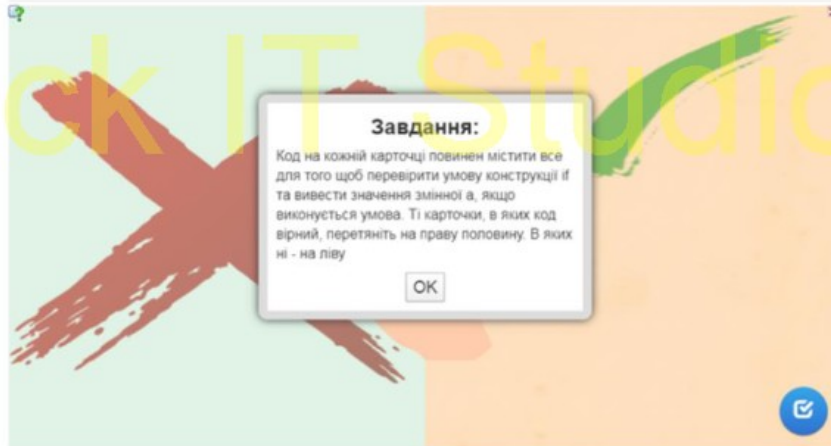 ck IT Studio
Завдання:
Код на кожній карточці повинен містити все
для того щоб перевірити умову конструкції if
та вивести значення змінної а, якщо
виконується умова. Ті карточки, в яких код
вірний, перетяніть на праву половину. В яких
ні - на ліву
OK